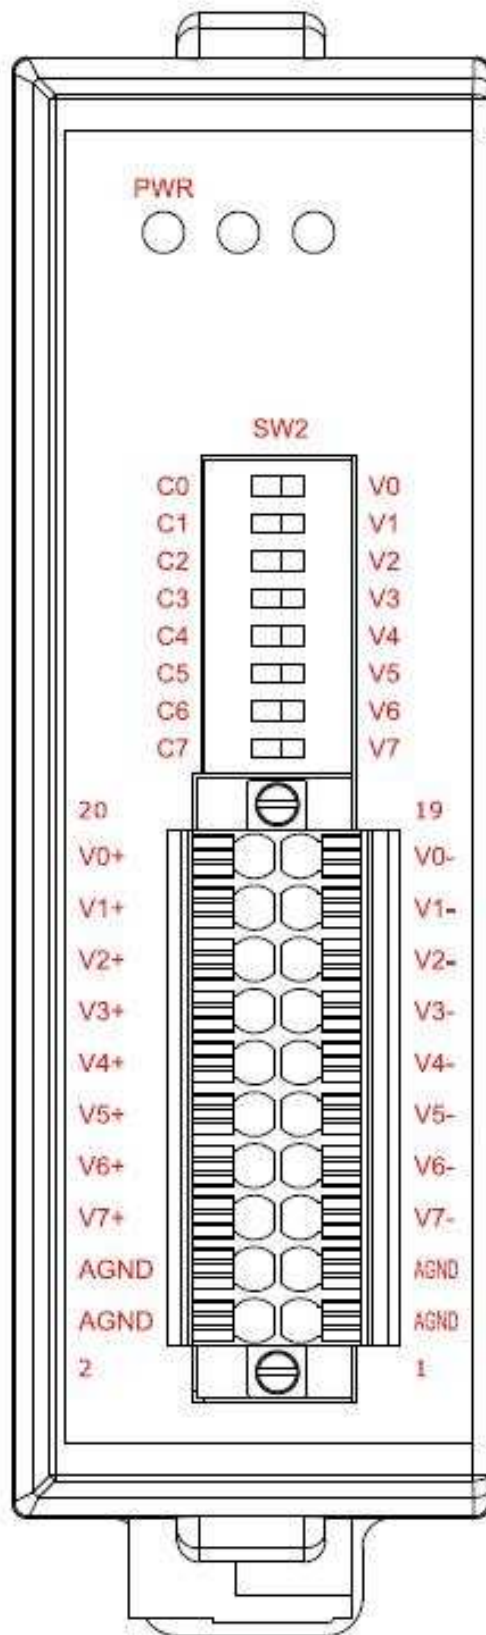 PWR
SW2
C0 V0
C1 V1
C2 V2
C3 V3
C4 V4
C5 V5
C6 V6
C7 V7
20 19
V0+ V0-
V1+ V1-
V2+ V2-
V3+ V3-
V4+ V4-
V5+ V5-
V6+ V6-
V7+ V7-
AGND AGND
AGND AGND
2 1